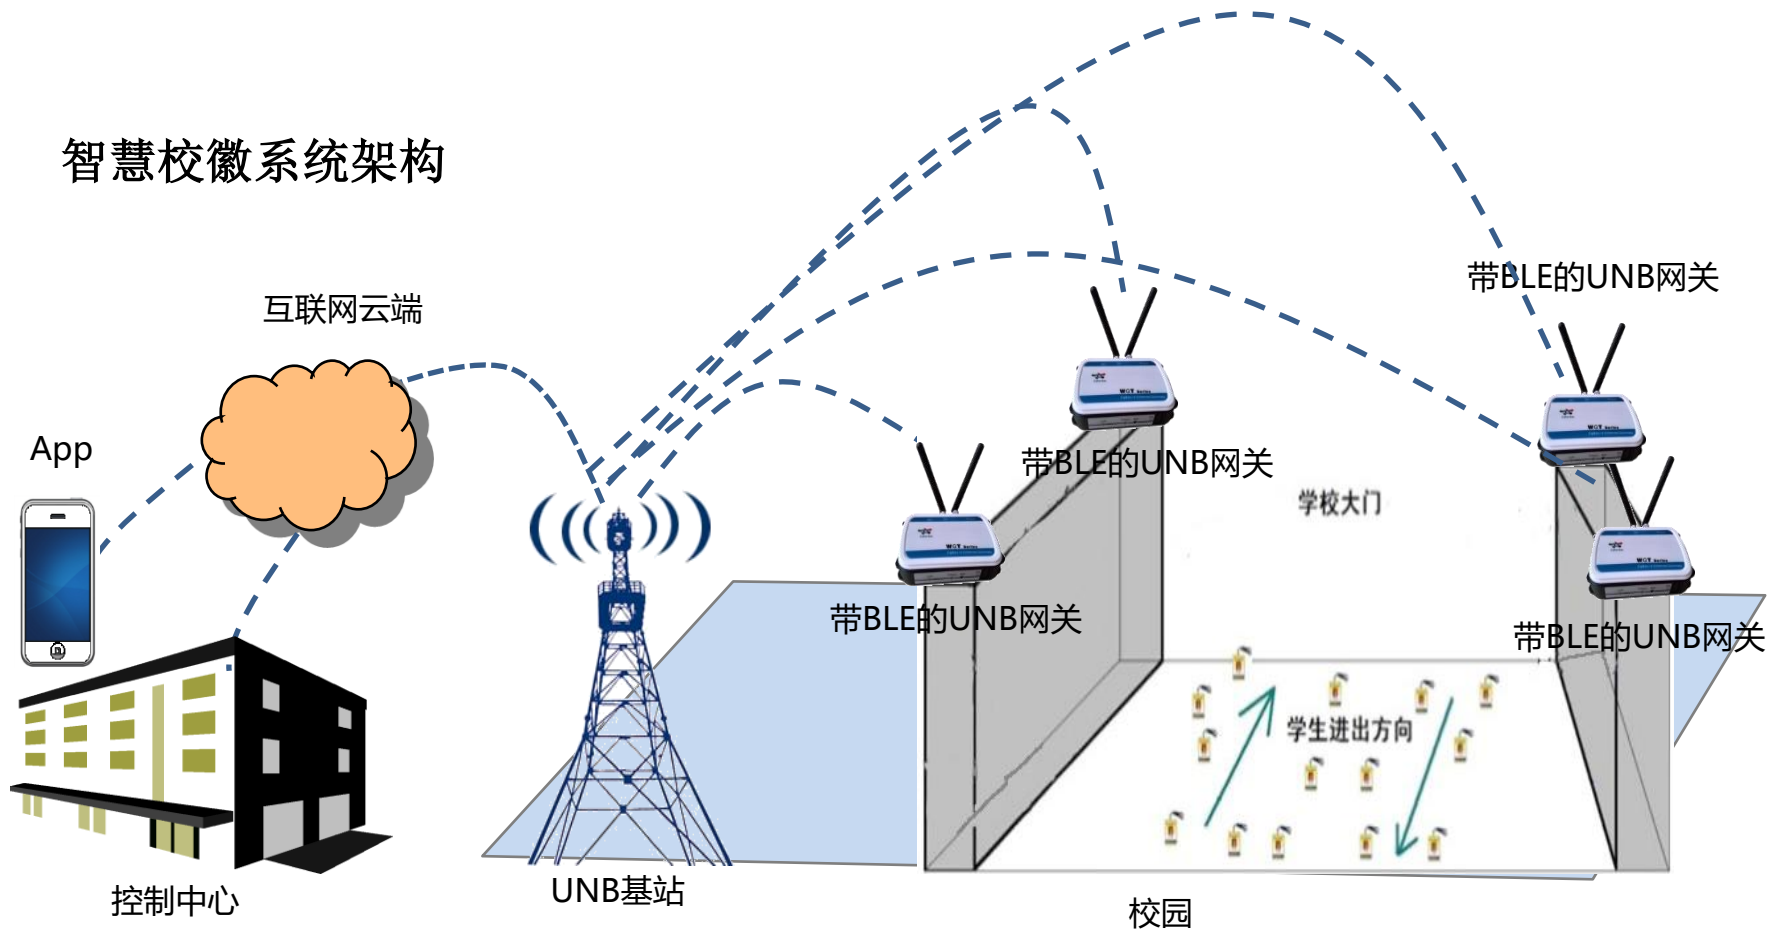 智慧校徽系统架构
互联网云端
带BLE的UNB网关
App
带BLE的UNB网关
学校大门
带BLE的UNB网关
带BLE的UNB网关
学生进出方向
UNB基站
控制中心
校园